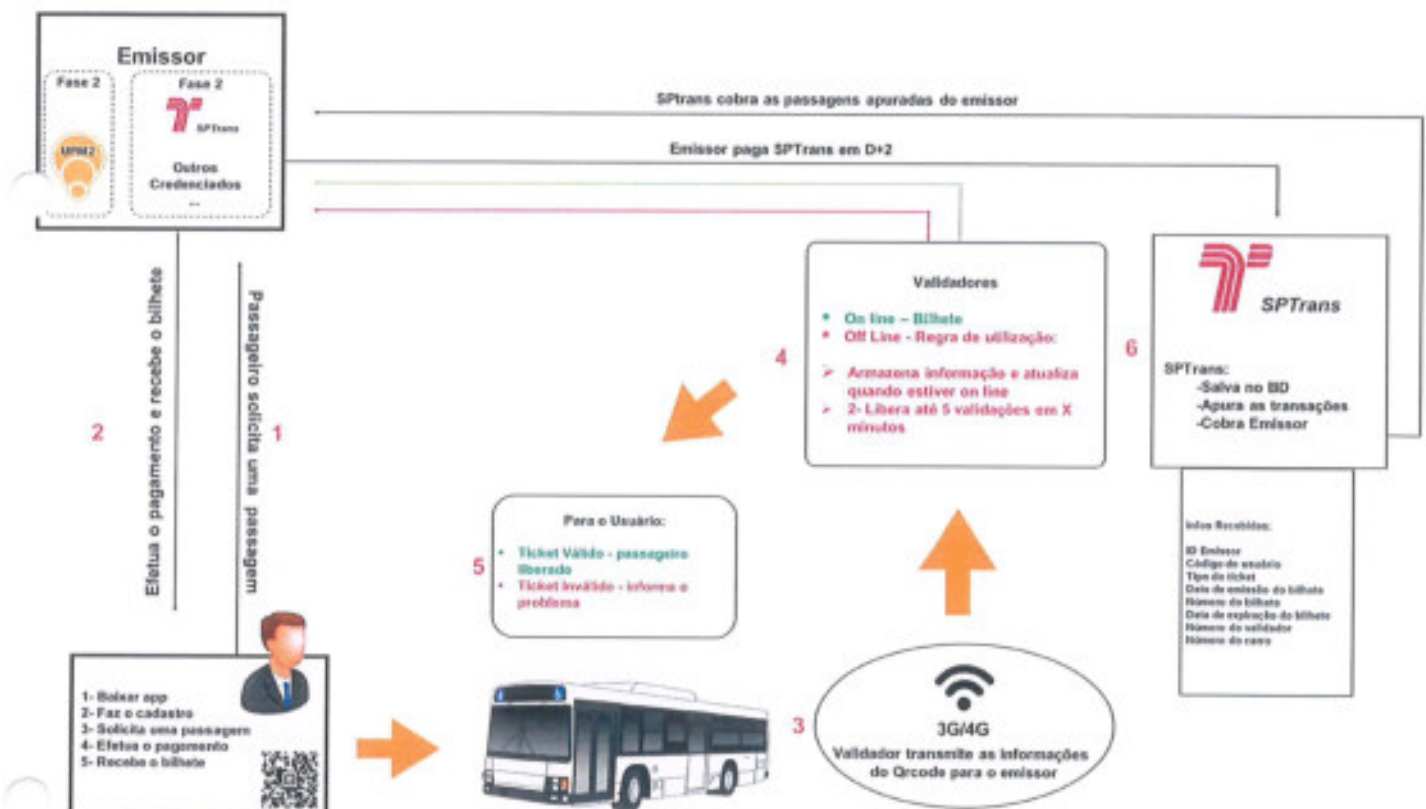 Emissor
Fase 2
UPM2
Fase 2
SPTrans
Outros
Credenciados
...
SPtrans cobra as passagens apuradas do emissor
Emissor paga SPTrans em D+2
2
Efetua o pagamento e recebe o bilhete
Passageiro solicita uma passagem
1
Validadores
On line – Bilhete
Off Line - Regra de utilização:
Armazena informação e atualiza
quando estiver on line
2- Libera até 5 validações em X
minutos
4
6
SPTrans
SPTrans:
-Salva no BD
-Apura as transações
-Cobra Emissor
Infos Recebidas:
ID Emissor
Código do usuário
Tipo do ticket
Data de emissão do bilhete
Número do bilhete
Data de expiração do bilhete
Número do validador
Número do carro
5
Para o Usuário:
Ticket Válido - passageiro
liberado
Ticket Inválido - informa o
problema
1- Baixar app
2- Faz o cadastro
3- Solicita uma passagem
4- Efetua o pagamento
5- Recebe o bilhete
3
3G/4G
Validador transmite as informações
do Qrcode para o emissor